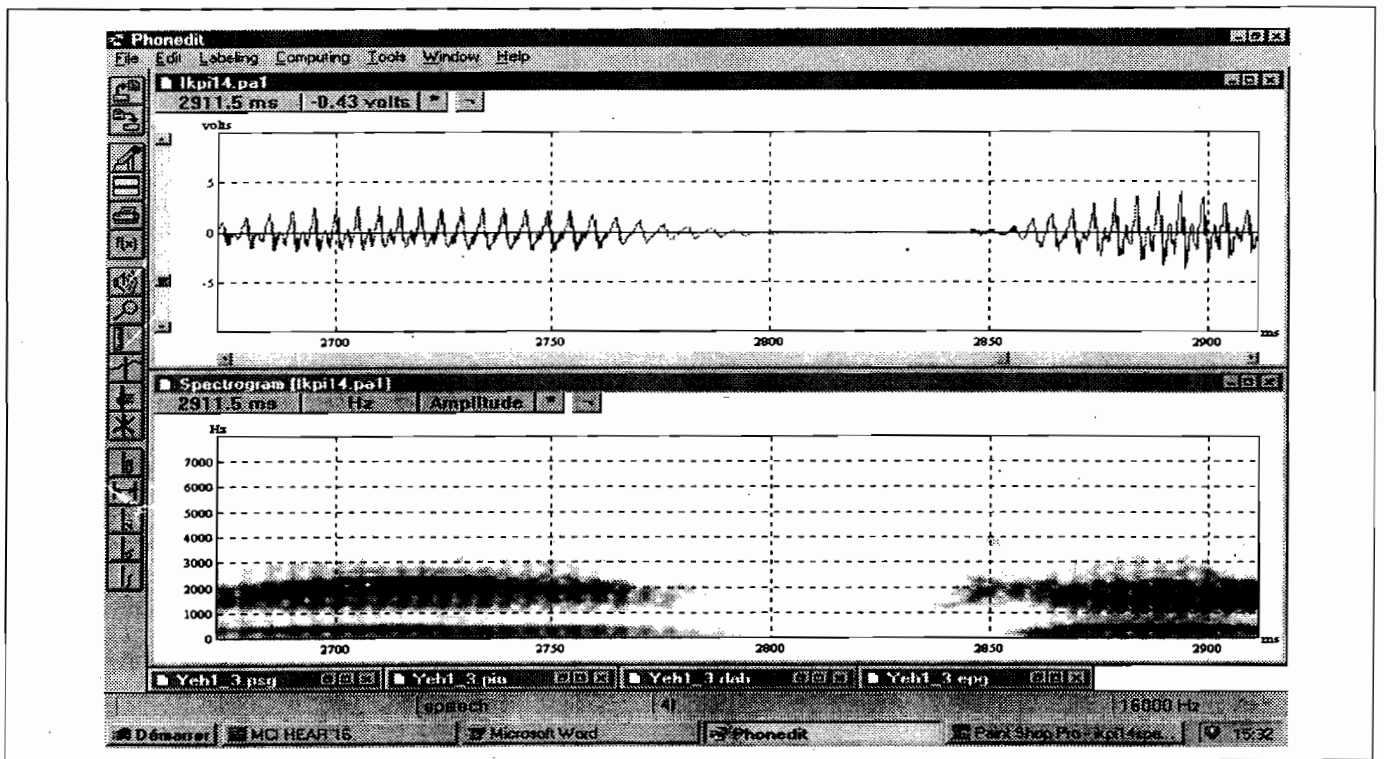 Phonedit
File Edit Labeling Computing Tools Window Help
lkpi14.pa1
2911.5 ms -0.43 volts * ¬
volts
5
0
-5
2700 2750 2800 2850 2900 ms
f(x)
Spectrogram [lkpi14.pa1]
2911.5 ms Hz Amplitude * ¬
Hz
7000
6000
5000
4000
3000
2000
1000
0
2700 2750 2800 2850 2900 ms
Yeh1_3.psg Yeh1_3.pio Yeh1_3.dah Yeh1_3.epg
speech 16000 Hz
Démarrer MCI HEAR'16 Microsoft Word Phonedit Paint Shop Pro - 15:32